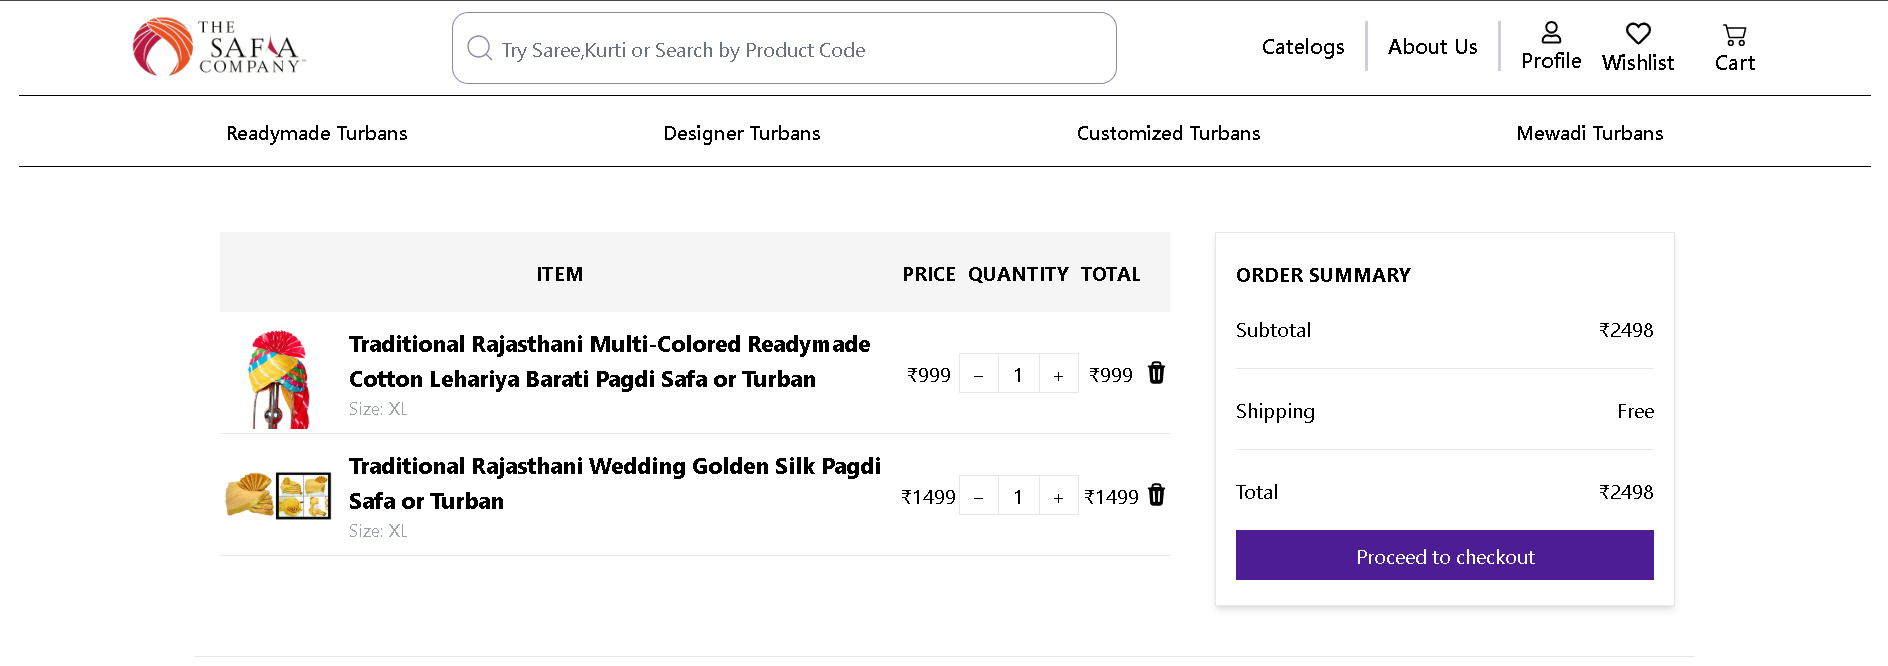 THE
SAFA
COMPANY
Try Saree,Kurti or Search by Product Code
Catelogs
About Us
Profile
Wishlist
Cart
Readymade Turbans
Designer Turbans
Customized Turbans
Mewadi Turbans
ITEM PRICE QUANTITY TOTAL
Traditional Rajasthani Multi-Colored Readymade
Cotton Lehariya Barati Pagdi Safa or Turban
Size: XL
₹999 − 1 + ₹999
Traditional Rajasthani Wedding Golden Silk Pagdi
Safa or Turban
Size: XL
₹1499 − 1 + ₹1499
ORDER SUMMARY
Subtotal ₹2498
Shipping Free
Total ₹2498
Proceed to checkout